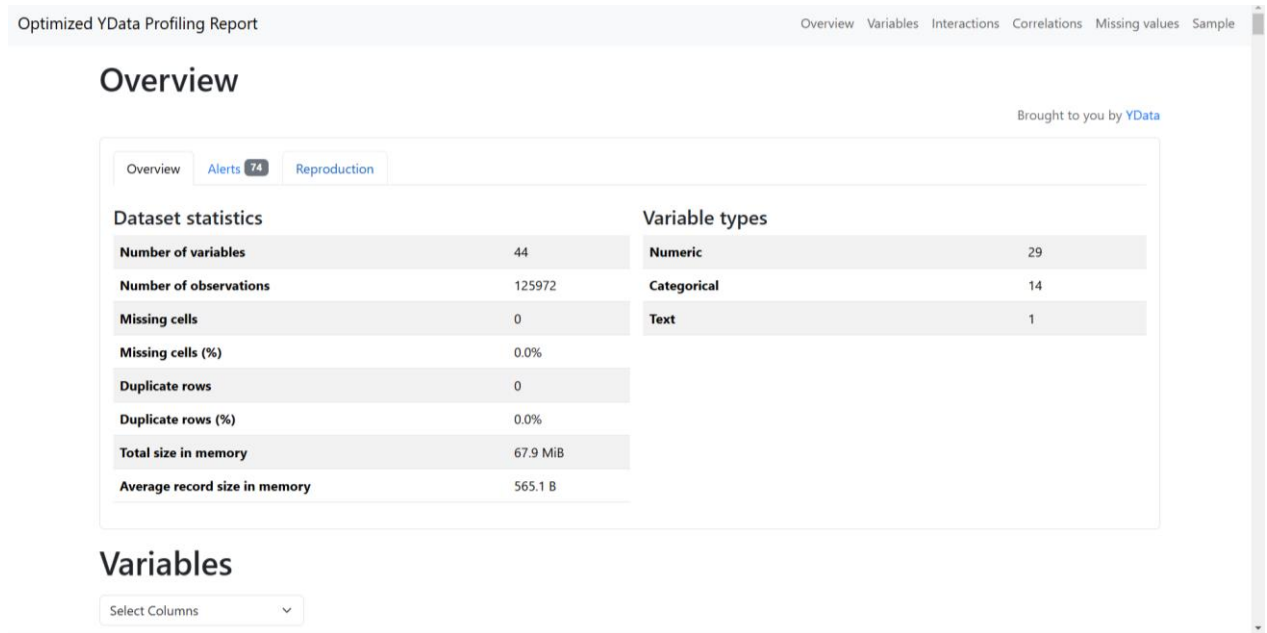 Optimized YData Profiling Report
Overview Variables Interactions Correlations Missing values Sample
Overview
Brought to you by YData
Overview Alerts 74 Reproduction
Dataset statistics
Number of variables 44
Number of observations 125972
Missing cells 0
Missing cells (%) 0.0%
Duplicate rows 0
Duplicate rows (%) 0.0%
Total size in memory 67.9 MiB
Average record size in memory 565.1 B
Variable types
Numeric 29
Categorical 14
Text 1
Variables
Select Columns